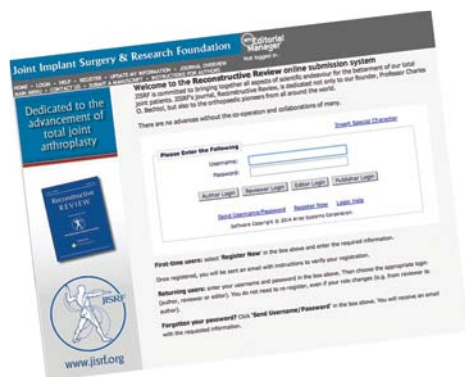 Joint Implant Surgery & Research Foundation
Editorial Manager
Not logged in.
HOME • LOGIN • HELP • REGISTER • UPDATE MY INFORMATION • JOURNAL OVERVIEW
MAIN MENU • CONTACT US • SUBMIT A MANUSCRIPT • INSTRUCTIONS FOR AUTHORS
Dedicated to the
advancement of
total joint
arthroplasty
Reconstructive
REVIEW
JISRF
www.jisrf.org
Welcome to the Reconstructive Review online submission system
JISRF is committed to bringing together all aspects of scientific endeavour for the betterment of our total
joint patients. JISRF's journal, Reconstructive Review, is dedicated not only to our founder, Professor Charles
O. Bechtol, but also to the orthopaedic pioneers from all around the world.
There are no advances without the co-operation and collaborations of many.
Insert Special Character
Please Enter the Following
Username:
Password:
Author Login Reviewer Login Editor Login Publisher Login
Send Username/Password Register Now Login Help
Software Copyright © 2014 Aries Systems Corporation.
First-time users: select 'Register Now' in the box above and enter the required information.
Once registered, you will be sent an email with instructions to verify your registration.
Returning users: enter your username and password in the box above. Then choose the appropriate login
(author, reviewer or editor). You do not need to re-register, even if your role changes (e.g. from reviewer to
author).
Forgotten your password? Click 'Send Username/Password' in the box above. You will receive an email
with the requested information.